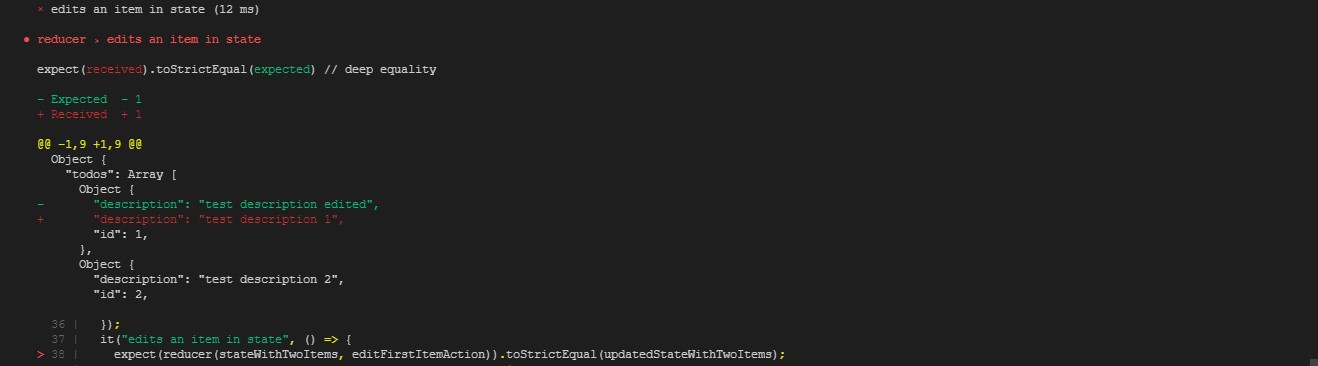 × edits an item in state (12 ms)
● reducer › edits an item in state
expect(received).toStrictEqual(expected) // deep equality
- Expected  - 1
+ Received  + 1
@@ -1,9 +1,9 @@
  Object {
    "todos": Array [
      Object {
-       "description": "test description edited",
+       "description": "test description 1",
        "id": 1,
      },
      Object {
        "description": "test description 2",
        "id": 2,
  36 |   });
  37 |   it("edits an item in state", () => {
> 38 |     expect(reducer(stateWithTwoItems, editFirstItemAction)).toStrictEqual(updatedStateWithTwoItems);